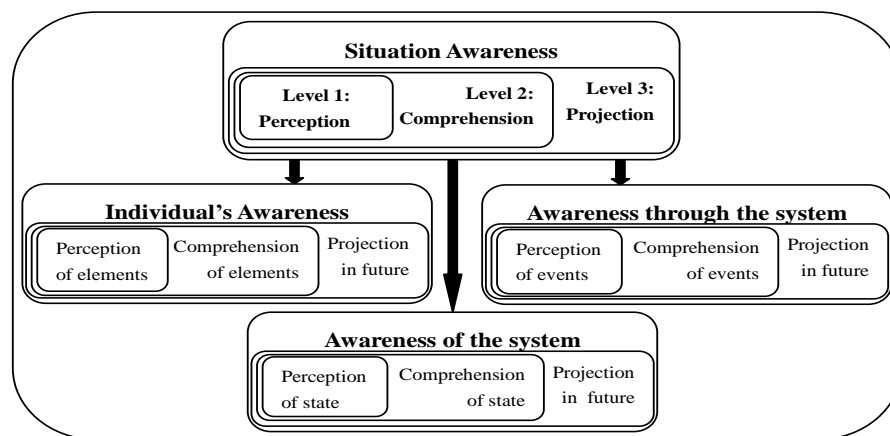 Situation Awareness
Level 1:
Perception
Level 2:
Comprehension
Level 3:
Projection
Individual's Awareness
Perception
of elements
Comprehension
of elements
Projection
in future
Awareness through the system
Perception
of events
Comprehension
of events
Projection
in future
Awareness of the system
Perception
of state
Comprehension
of state
Projection
in future